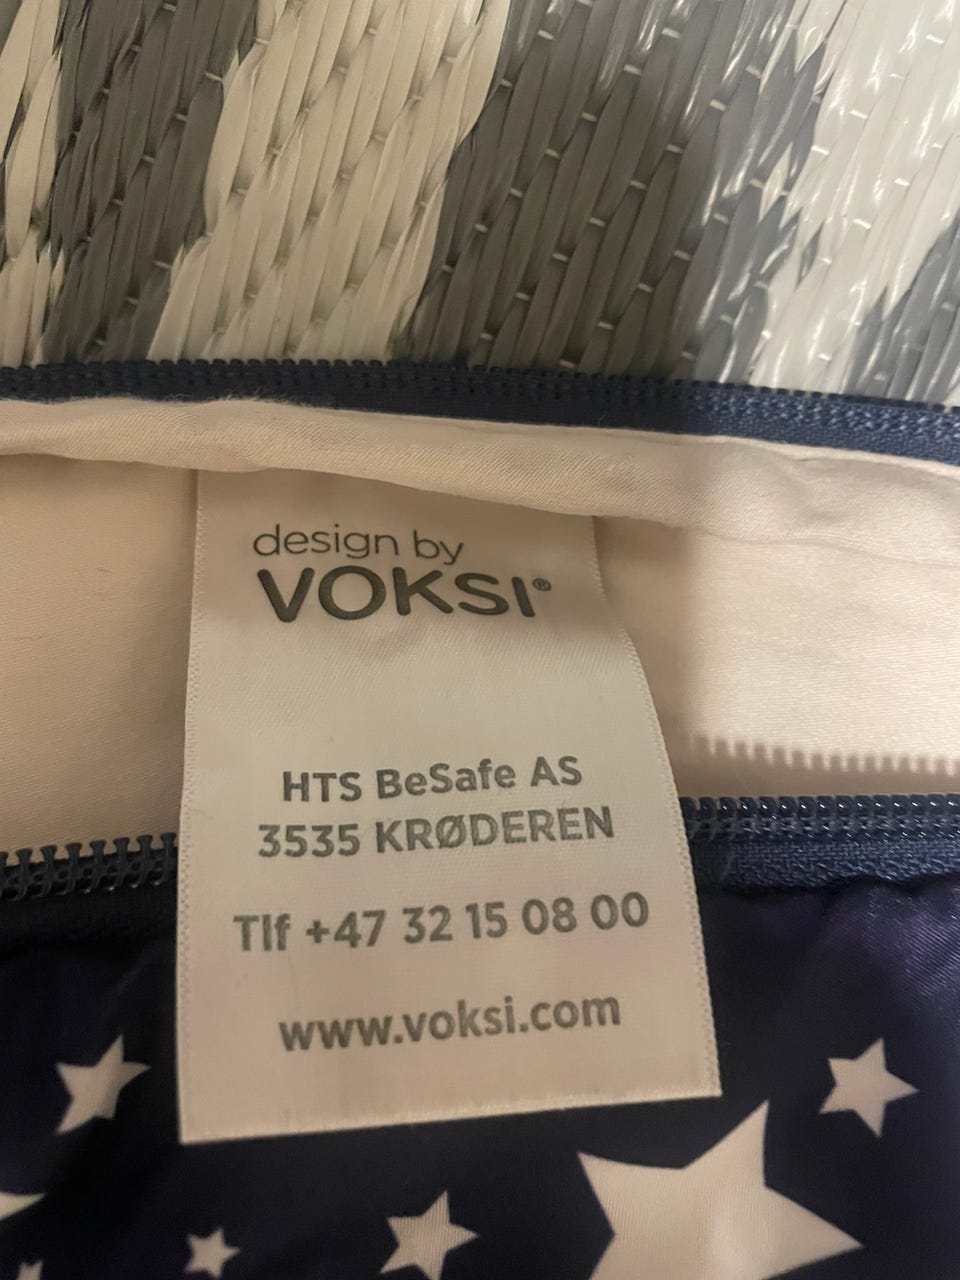 design by
VOKSI®
HTS BeSafe AS
3535 KRØDEREN
Tlf +47 32 15 08 00
www.voksi.com